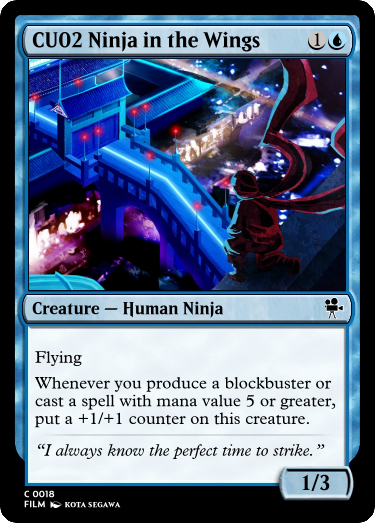 CU02 Ninja in the Wings 1
Creature — Human Ninja
Flying
Whenever you produce a blockbuster or
cast a spell with mana value 5 or greater,
put a +1/+1 counter on this creature.
“I always know the perfect time to strike.”
1/3
C 0018
FILM KOTA SEGAWA